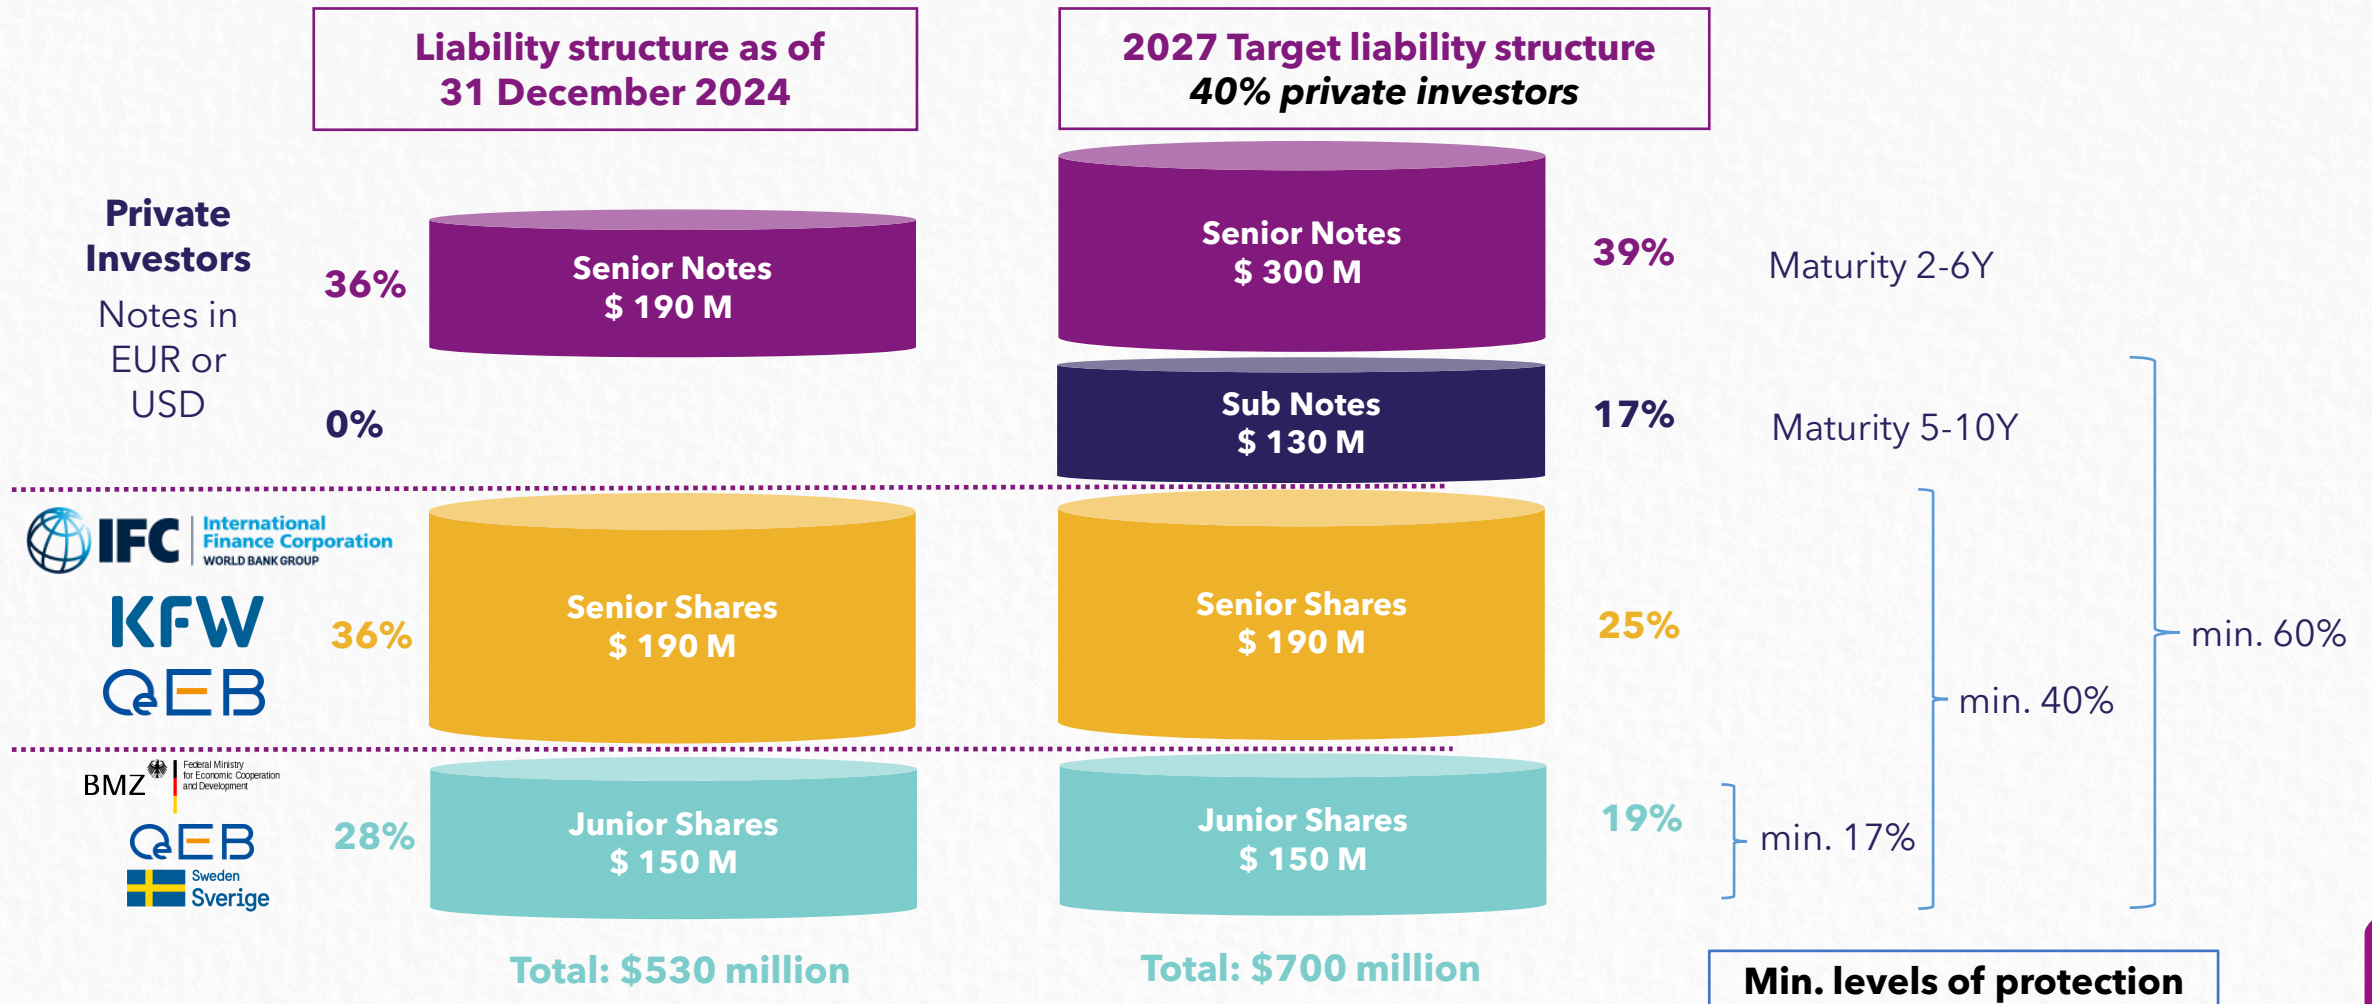 Liability structure as of
31 December 2024
2027 Target liability structure
40% private investors
Private
Investors
Notes in
EUR or
USD
36%
Senior Notes
$ 190 M
Senior Notes
$ 300 M
39%
Maturity 2-6Y
0%
Sub Notes
$ 130 M
17%
Maturity 5-10Y
IFC
International
Finance Corporation
WORLD BANK GROUP
KFW
OeEB
36%
Senior Shares
$ 190 M
Senior Shares
$ 190 M
25%
min. 60%
min. 40%
BMZ
Federal Ministry
for Economic Cooperation
and Development
OeEB
Sweden
Sverige
28%
Junior Shares
$ 150 M
Junior Shares
$ 150 M
19%
min. 17%
Total: $530 million
Total: $700 million
Min. levels of protection